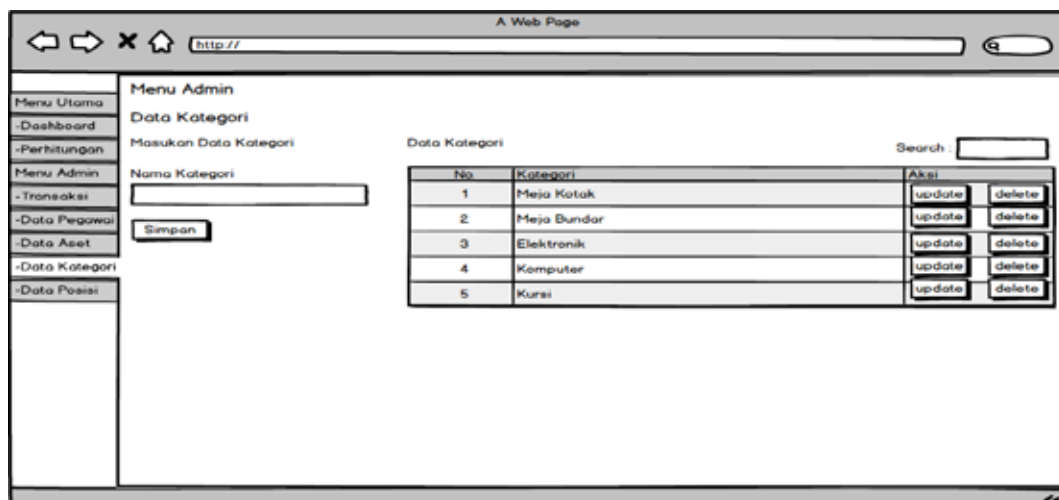 A Web Page
http://
Menu Utama
-Dashboard
-Perhitungan
Menu Admin
-Transaksi
-Data Pegawai
-Data Aset
-Data Kategori
-Data Posisi
Menu Admin
Data Kategori
Masukan Data Kategori
Nama Kategori
Simpan
Data Kategori
Search :
No Kategori Aksi
1 Meja Kotak update delete
2 Meja Bundar update delete
3 Elektronik update delete
4 Komputer update delete
5 Kursi update delete